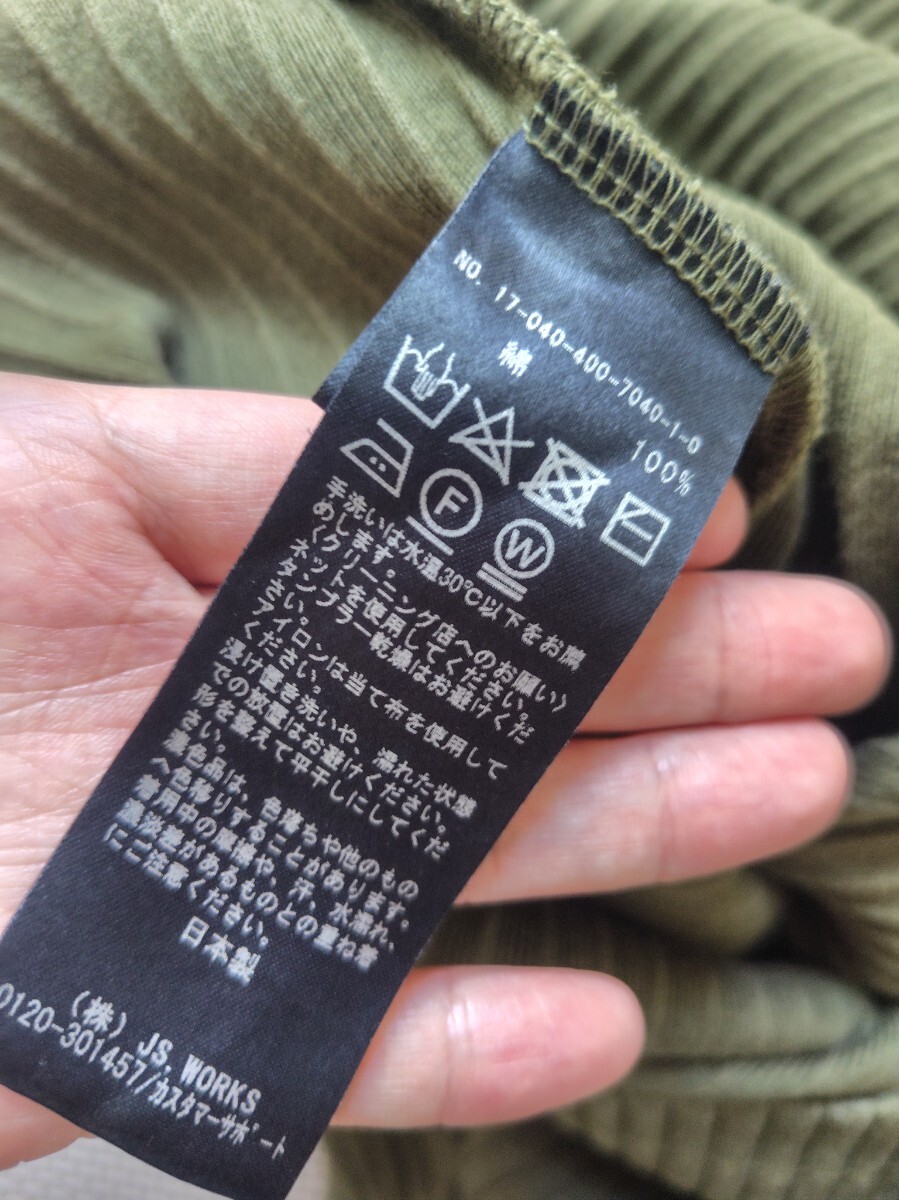 NO. 17-040-400-7040-1-0
綿 100%
F W
手洗いは水温30℃以下をお薦
めします。
くクリーニング店へのお願い〉
ネットを使用してください。
タンブラー乾燥はお避けくだ
さい。
アイロンは当て布を使用して
ください。
浸け置き洗いや、濡れた状態
での放置はお避けください。
形を整えて平干しにしてくだ
さい。
濃色品は、色落ちや他のもの
へ色移りすることがあります。
着用中の摩擦や、汗、水濡れ、
濃淡差があるものとの重ね着
にご注意ください。
日本製
(株) JS.WORKS
0120-301457/カスタマーサポート